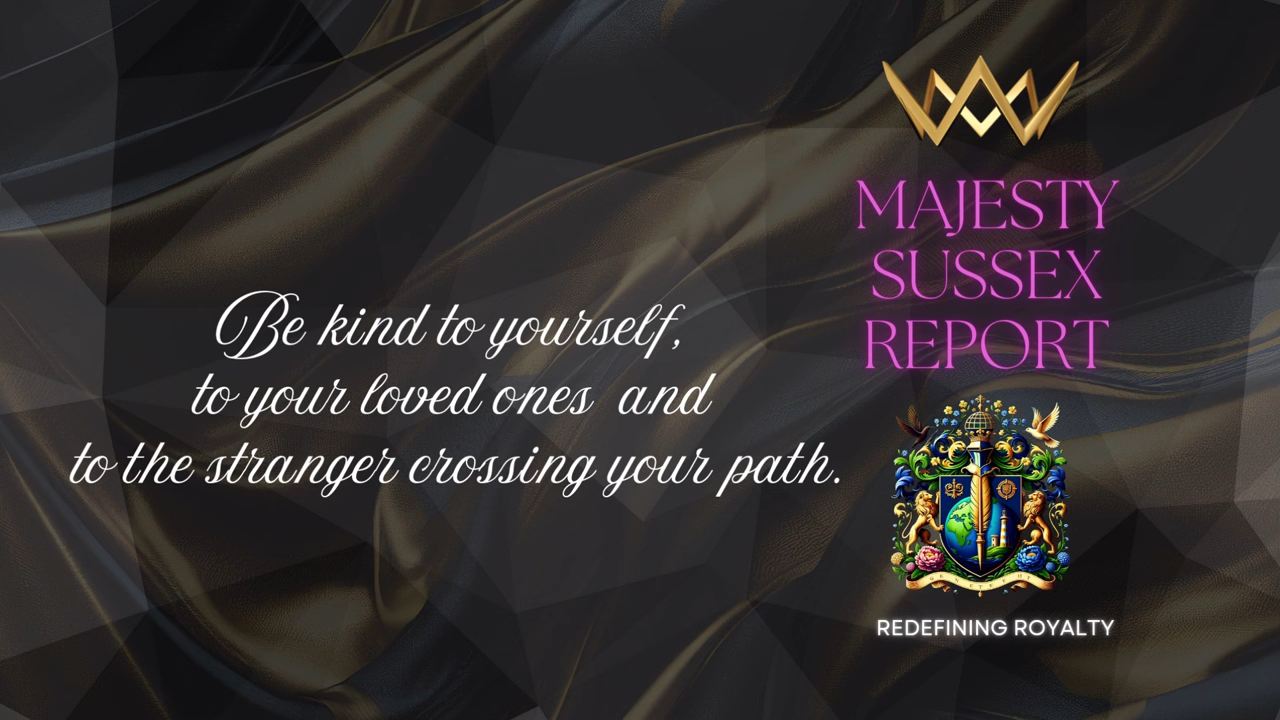 Be kind to yourself,
to your loved ones and
to the stranger crossing your path.
MAJESTY
SUSSEX
REPORT
REDEFINING ROYALTY